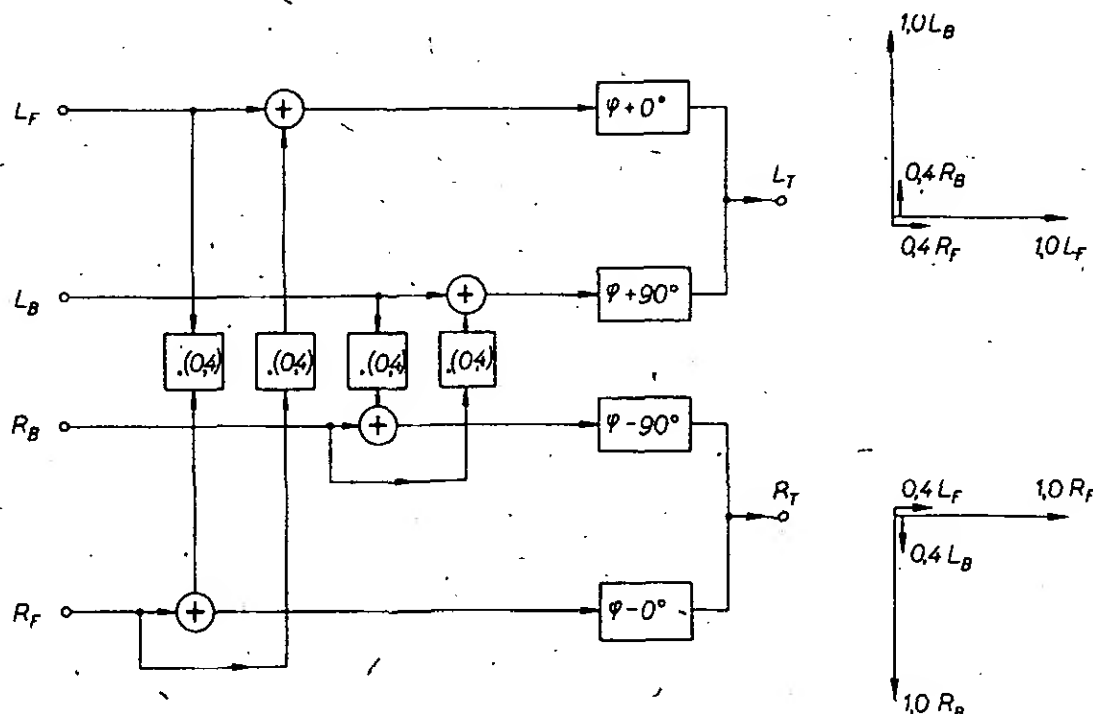 1,0 L_B
L_F
φ + 0°
0,4 R_B
L_T
0,4 R_F
1,0 L_F
L_B
φ + 90°
.(0,4)
.(0,4)
.(0,4)
.(0,4)
R_B
φ - 90°
R_T
0,4 L_F
1,0 R_F
0,4 L_B
R_F
φ - 0°
1,0 R_B